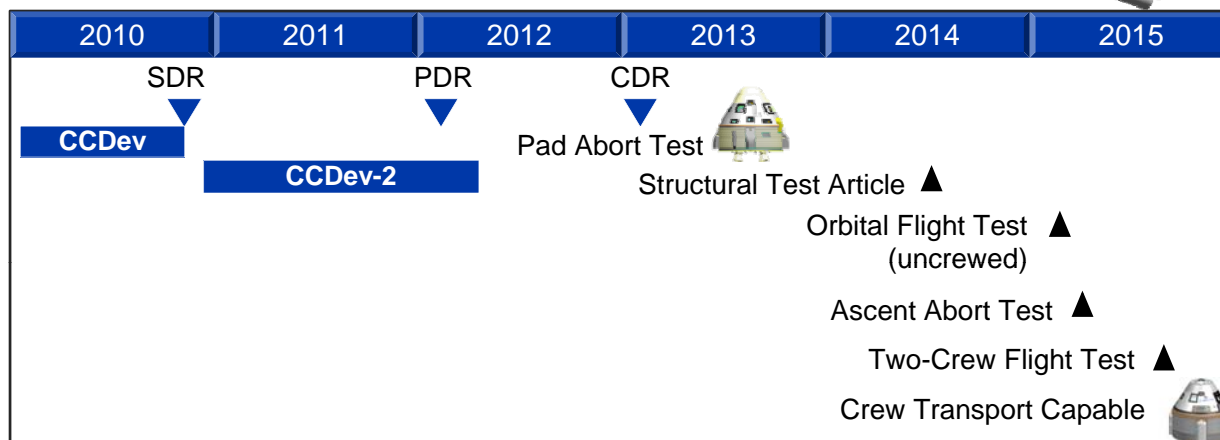 2010 2011 2012 2013 2014 2015
SDR PDR CDR
CCDev
Pad Abort Test
CCDev-2
Structural Test Article
Orbital Flight Test
(uncrewed)
Ascent Abort Test
Two-Crew Flight Test
Crew Transport Capable